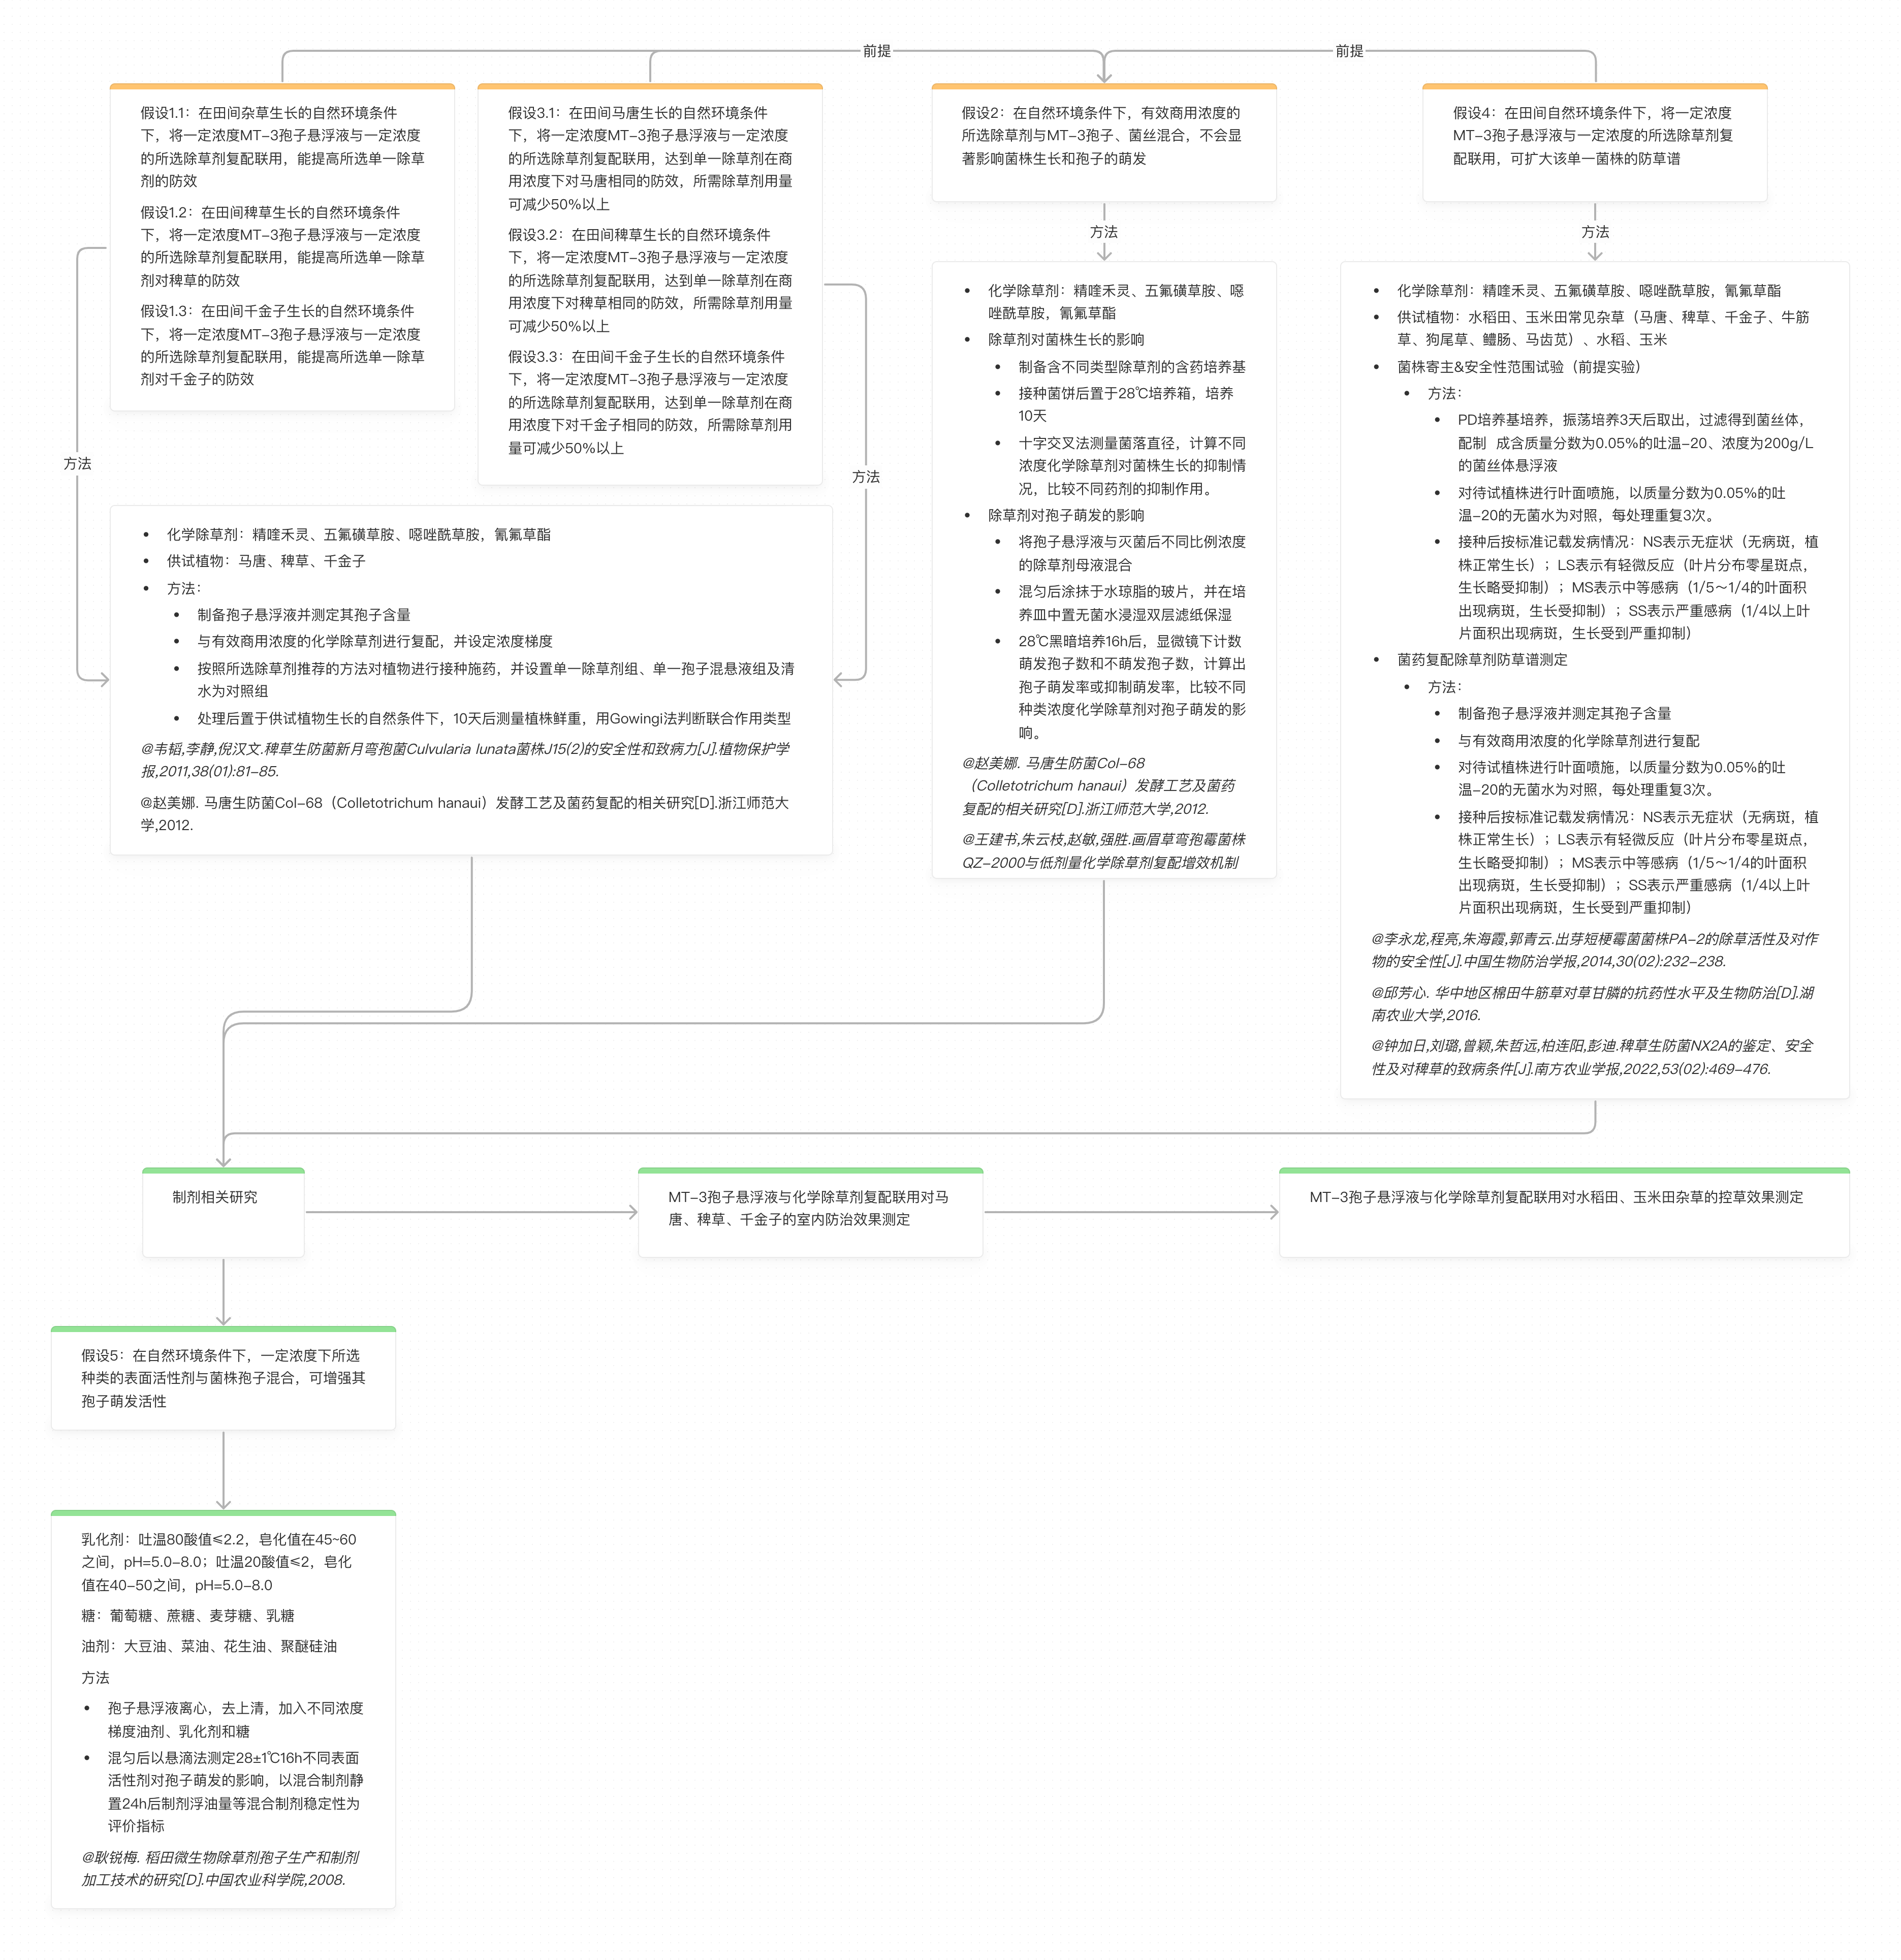 前提
前提
假设1.1：在田间杂草生长的自然环境条件
下，将一定浓度MT-3孢子悬浮液与一定浓度
的所选除草剂复配联用，能提高所选单一除草
剂的防效
假设1.2：在田间稗草生长的自然环境条件
下，将一定浓度MT-3孢子悬浮液与一定浓度
的所选除草剂复配联用，能提高所选单一除草
剂对稗草的防效
假设1.3：在田间千金子生长的自然环境条件
下，将一定浓度MT-3孢子悬浮液与一定浓度
的所选除草剂复配联用，能提高所选单一除草
剂对千金子的防效
假设3.1：在田间马唐生长的自然环境条件
下，将一定浓度MT-3孢子悬浮液与一定浓度
的所选除草剂复配联用，达到单一除草剂在商
用浓度下对马唐相同的防效，所需除草剂用量
可减少50%以上
假设3.2：在田间稗草生长的自然环境条件
下，将一定浓度MT-3孢子悬浮液与一定浓度
的所选除草剂复配联用，达到单一除草剂在商
用浓度下对稗草相同的防效，所需除草剂用量
可减少50%以上
假设3.3：在田间千金子生长的自然环境条件
下，将一定浓度MT-3孢子悬浮液与一定浓度
的所选除草剂复配联用，达到单一除草剂在商
用浓度下对千金子相同的防效，所需除草剂用
量可减少50%以上
假设2：在自然环境条件下，有效商用浓度的
所选除草剂与MT-3孢子、菌丝混合，不会显
著影响菌株生长和孢子的萌发
假设4：在田间自然环境条件下，将一定浓度
MT-3孢子悬浮液与一定浓度的所选除草剂复
配联用，可扩大该单一菌株的防草谱
方法
方法
方法
方法
• 化学除草剂：精喹禾灵、五氟磺草胺、噁唑酰草胺，氰氟草酯
• 供试植物：马唐、稗草、千金子
• 方法：
• 制备孢子悬浮液并测定其孢子含量
• 与有效商用浓度的化学除草剂进行复配，并设定浓度梯度
• 按照所选除草剂推荐的方法对植物进行接种施药，并设置单一除草剂组、单一孢子混悬液组及清
水为对照组
• 处理后置于供试植物生长的自然条件下，10天后测量植株鲜重，用Gowingi法判断联合作用类型
@韦韬,李静,倪汉文.稗草生防菌新月弯孢菌Culvularia lunata菌株J15(2)的安全性和致病力[J].植物保护学
报,2011,38(01):81-85.
@赵美娜. 马唐生防菌Col-68（Colletotrichum hanaui）发酵工艺及菌药复配的相关研究[D].浙江师范大
学,2012.
• 化学除草剂：精喹禾灵、五氟磺草胺、噁
唑酰草胺，氰氟草酯
• 除草剂对菌株生长的影响
• 制备含不同类型除草剂的含药培养基
• 接种菌饼后置于28℃培养箱，培养
10天
• 十字交叉法测量菌落直径，计算不同
浓度化学除草剂对菌株生长的抑制情
况，比较不同药剂的抑制作用。
• 除草剂对孢子萌发的影响
• 将孢子悬浮液与灭菌后不同比例浓度
的除草剂母液混合
• 混匀后涂抹于水琼脂的玻片，并在培
养皿中置无菌水浸湿双层滤纸保湿
• 28℃黑暗培养16h后，显微镜下计数
萌发孢子数和不萌发孢子数，计算出
孢子萌发率或抑制萌发率，比较不同
种类浓度化学除草剂对孢子萌发的影
响。
@赵美娜. 马唐生防菌Col-68
（Colletotrichum hanaui）发酵工艺及菌药
复配的相关研究[D].浙江师范大学,2012.
@王建书,朱云枝,赵敏,强胜.画眉草弯孢霉菌株
QZ-2000与低剂量化学除草剂复配增效机制
• 化学除草剂：精喹禾灵、五氟磺草胺、噁唑酰草胺，氰氟草酯
• 供试植物：水稻田、玉米田常见杂草（马唐、稗草、千金子、牛筋
草、狗尾草、鳢肠、马齿苋）、水稻、玉米
• 菌株寄主&安全性范围试验（前提实验）
• 方法：
• PD培养基培养，振荡培养3天后取出，过滤得到菌丝体，
配制 成含质量分数为0.05%的吐温-20、浓度为200g/L
的菌丝体悬浮液
• 对待试植株进行叶面喷施，以质量分数为0.05%的吐
温-20的无菌水为对照，每处理重复3次。
• 接种后按标准记载发病情况：NS表示无症状（无病斑，植
株正常生长）；LS表示有轻微反应（叶片分布零星斑点，
生长略受抑制）；MS表示中等感病（1/5～1/4的叶面积
出现病斑，生长受抑制）；SS表示严重感病（1/4以上叶
片面积出现病斑，生长受到严重抑制）
• 菌药复配除草剂防草谱测定
• 方法：
• 制备孢子悬浮液并测定其孢子含量
• 与有效商用浓度的化学除草剂进行复配
• 对待试植株进行叶面喷施，以质量分数为0.05%的吐
温-20的无菌水为对照，每处理重复3次。
• 接种后按标准记载发病情况：NS表示无症状（无病斑，植
株正常生长）；LS表示有轻微反应（叶片分布零星斑点，
生长略受抑制）；MS表示中等感病（1/5～1/4的叶面积
出现病斑，生长受抑制）；SS表示严重感病（1/4以上叶
片面积出现病斑，生长受到严重抑制）
@李永龙,程亮,朱海霞,郭青云.出芽短梗霉菌菌株PA-2的除草活性及对作
物的安全性[J].中国生物防治学报,2014,30(02):232-238.
@邱芳心. 华中地区棉田牛筋草对草甘膦的抗药性水平及生物防治[D].湖
南农业大学,2016.
@钟加日,刘璐,曾颖,朱哲远,柏连阳,彭迪.稗草生防菌NX2A的鉴定、安全
性及对稗草的致病条件[J].南方农业学报,2022,53(02):469-476.
制剂相关研究
MT-3孢子悬浮液与化学除草剂复配联用对马
唐、稗草、千金子的室内防治效果测定
MT-3孢子悬浮液与化学除草剂复配联用对水稻田、玉米田杂草的控草效果测定
假设5：在自然环境条件下，一定浓度下所选
种类的表面活性剂与菌株孢子混合，可增强其
孢子萌发活性
乳化剂：吐温80酸值≤2.2，皂化值在45~60
之间，pH=5.0-8.0；吐温20酸值≤2，皂化
值在40-50之间，pH=5.0-8.0
糖：葡萄糖、蔗糖、麦芽糖、乳糖
油剂：大豆油、菜油、花生油、聚醚硅油
方法
• 孢子悬浮液离心，去上清，加入不同浓度
梯度油剂、乳化剂和糖
• 混匀后以悬滴法测定28±1℃16h不同表面
活性剂对孢子萌发的影响，以混合制剂静
置24h后制剂浮油量等混合制剂稳定性为
评价指标
@耿锐梅. 稻田微生物除草剂孢子生产和制剂
加工技术的研究[D].中国农业科学院,2008.